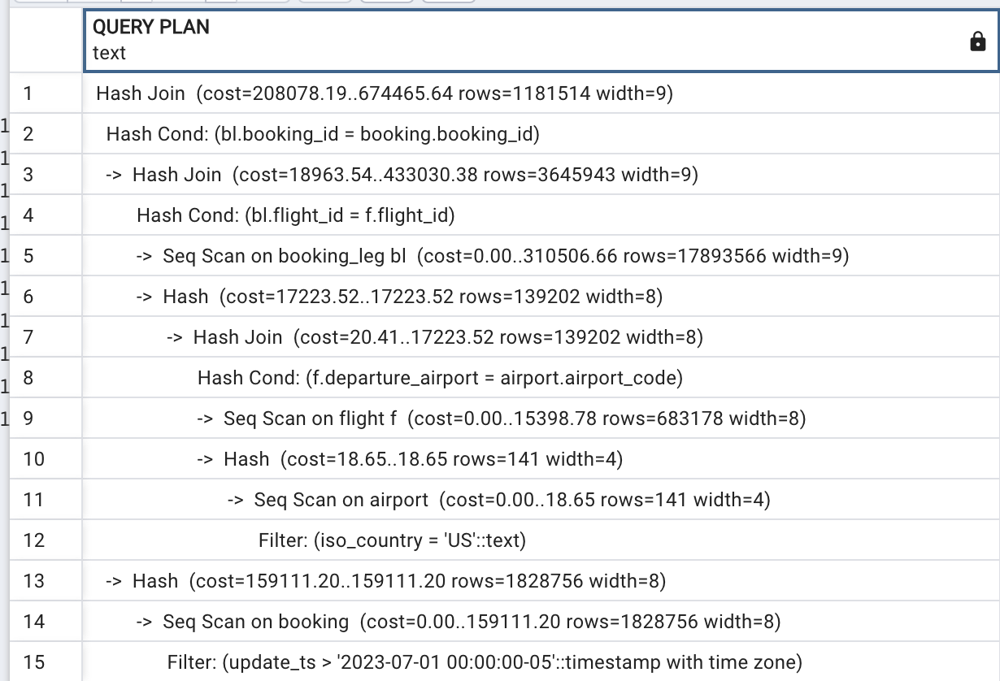 QUERY PLAN
text
1 Hash Join (cost=208078.19..674465.64 rows=1181514 width=9)
2 Hash Cond: (bl.booking_id = booking.booking_id)
3 -> Hash Join (cost=18963.54..433030.38 rows=3645943 width=9)
4 Hash Cond: (bl.flight_id = f.flight_id)
5 -> Seq Scan on booking_leg bl (cost=0.00..310506.66 rows=17893566 width=9)
6 -> Hash (cost=17223.52..17223.52 rows=139202 width=8)
7 -> Hash Join (cost=20.41..17223.52 rows=139202 width=8)
8 Hash Cond: (f.departure_airport = airport.airport_code)
9 -> Seq Scan on flight f (cost=0.00..15398.78 rows=683178 width=8)
10 -> Hash (cost=18.65..18.65 rows=141 width=4)
11 -> Seq Scan on airport (cost=0.00..18.65 rows=141 width=4)
12 Filter: (iso_country = 'US'::text)
13 -> Hash (cost=159111.20..159111.20 rows=1828756 width=8)
14 -> Seq Scan on booking (cost=0.00..159111.20 rows=1828756 width=8)
15 Filter: (update_ts > '2023-07-01 00:00:00-05'::timestamp with time zone)